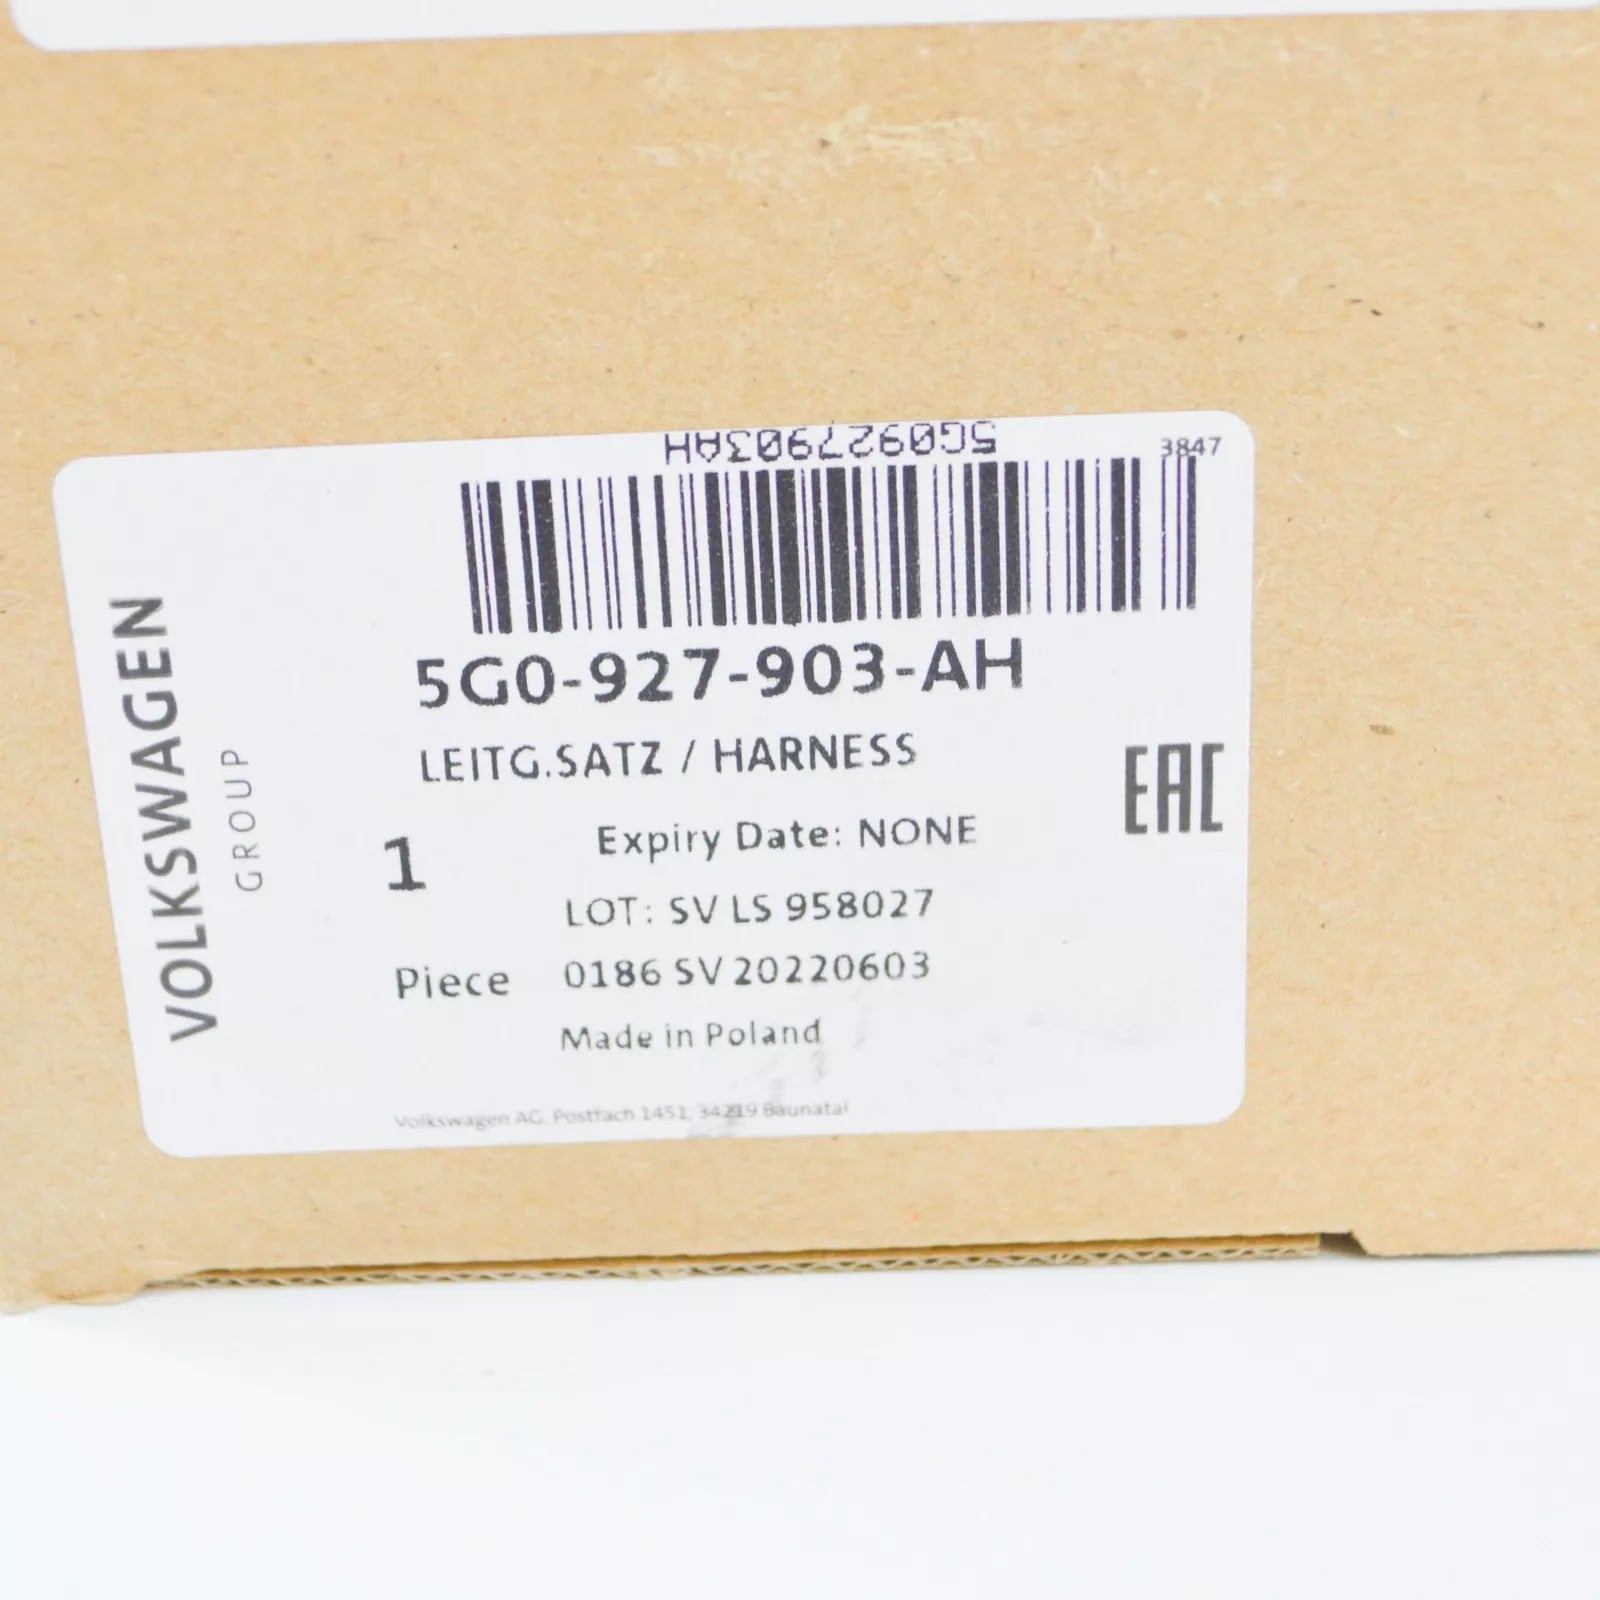 5G0927903AH
3847
5G0-927-903-AH
LEITG.SATZ / HARNESS
EAC
Expiry Date: NONE
1
LOT: SV LS 958027
Piece
0186 SV 20220603
Made in Poland
Volkswagen AG, Postfach 1451, 34219 Baunatal
VOLKSWAGEN
GROUP